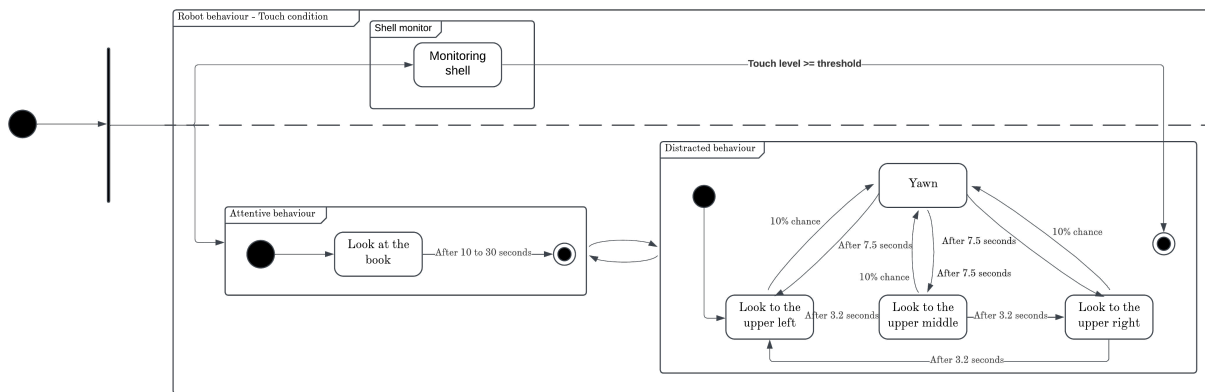 Robot behaviour - Touch condition
Shell monitor
Monitoring
shell
Touch level >= threshold
Distracted behaviour
Yawn
10% chance
10% chance
After 7.5 seconds
After 7.5 seconds
After 7.5 seconds
10% chance
Attentive behaviour
Look at the
book
After 10 to 30 seconds
Look to the
upper left
After 3.2 seconds
Look to the
upper middle
After 3.2 seconds
Look to the
upper right
After 3.2 seconds